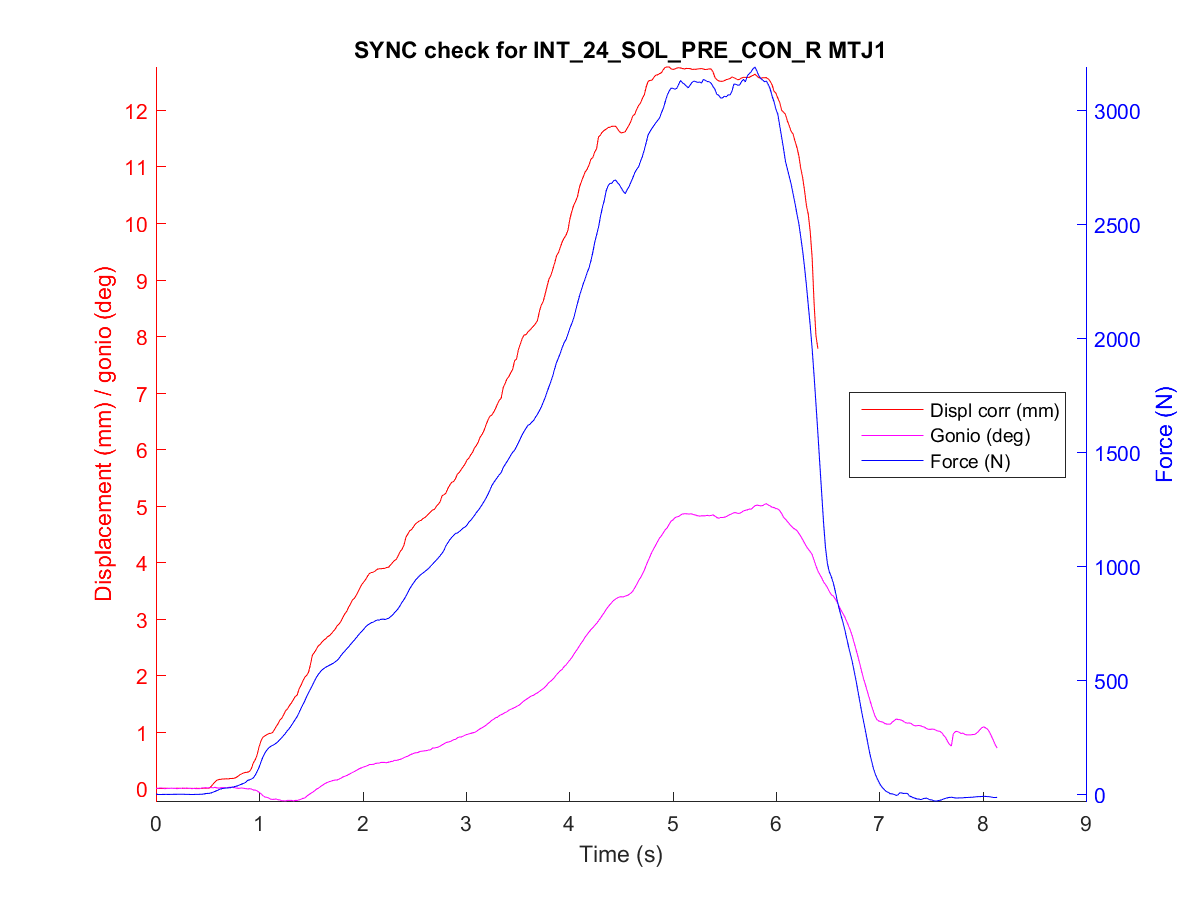 SYNC check for INT_24_SOL_PRE_CON_R MTJ1
Displacement (mm) / gonio (deg)
12
11
10
9
8
7
6
5
4
3
2
1
0
3000
2500
2000
1500
1000
500
0
Force (N)
Displ corr (mm)
Gonio (deg)
Force (N)
0 1 2 3 4 5 6 7 8 9
Time (s)